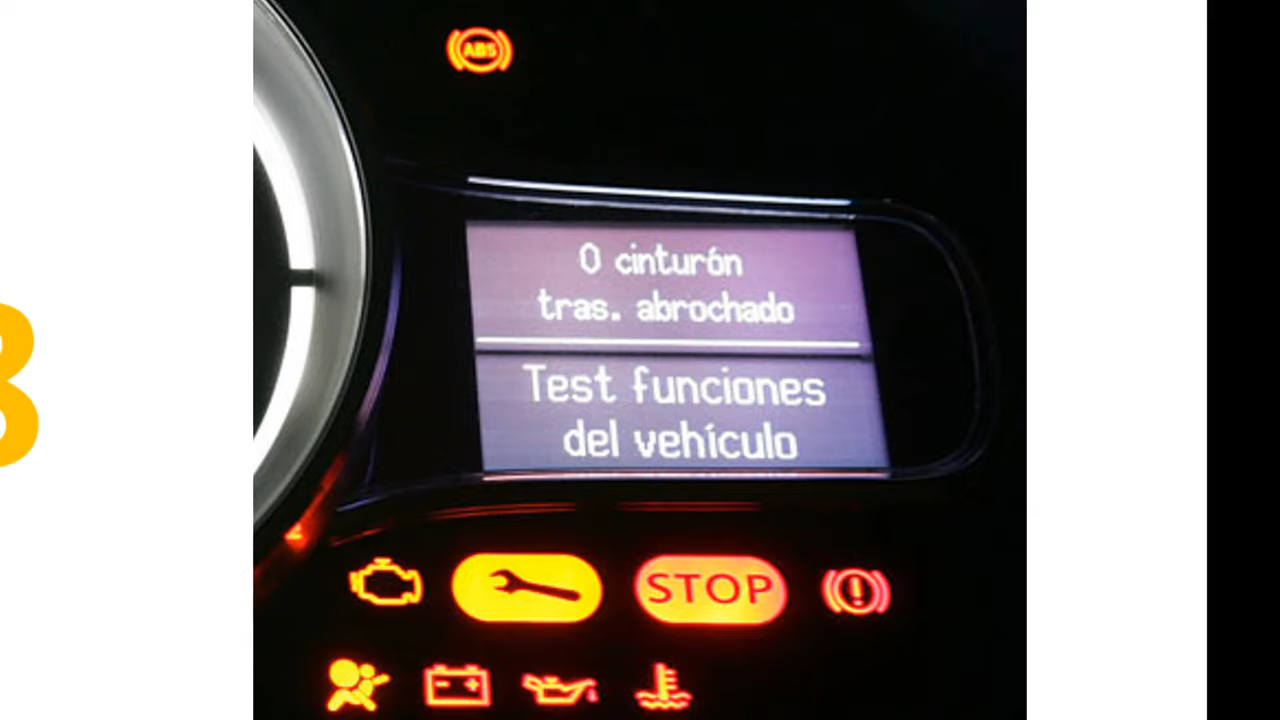 ABS
0 cinturón
tras. abrochado
Test funciones
del vehículo
STOP